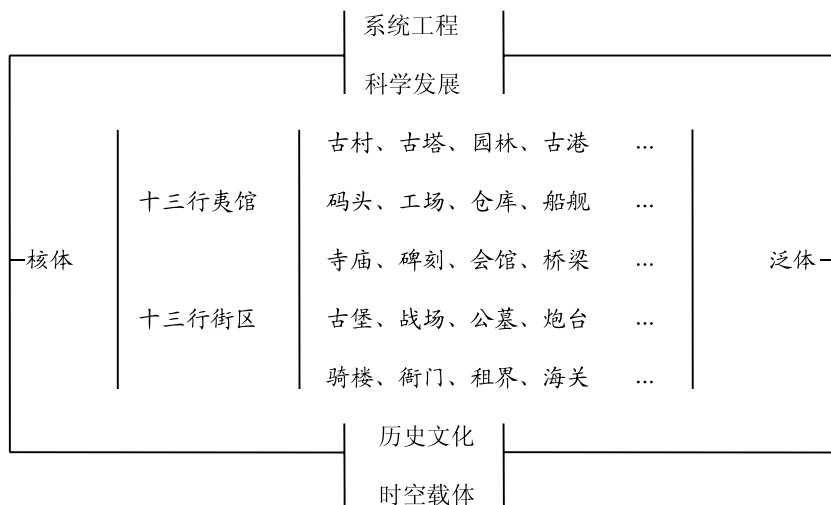 系统工程
科学发展
古村、古塔、园林、古港 …
十三行夷馆 码头、工场、仓库、船舰 …
核体 寺庙、碑刻、会馆、桥梁 … 泛体
十三行街区 古堡、战场、公墓、炮台 …
骑楼、衙门、租界、海关 …
历史文化
时空载体